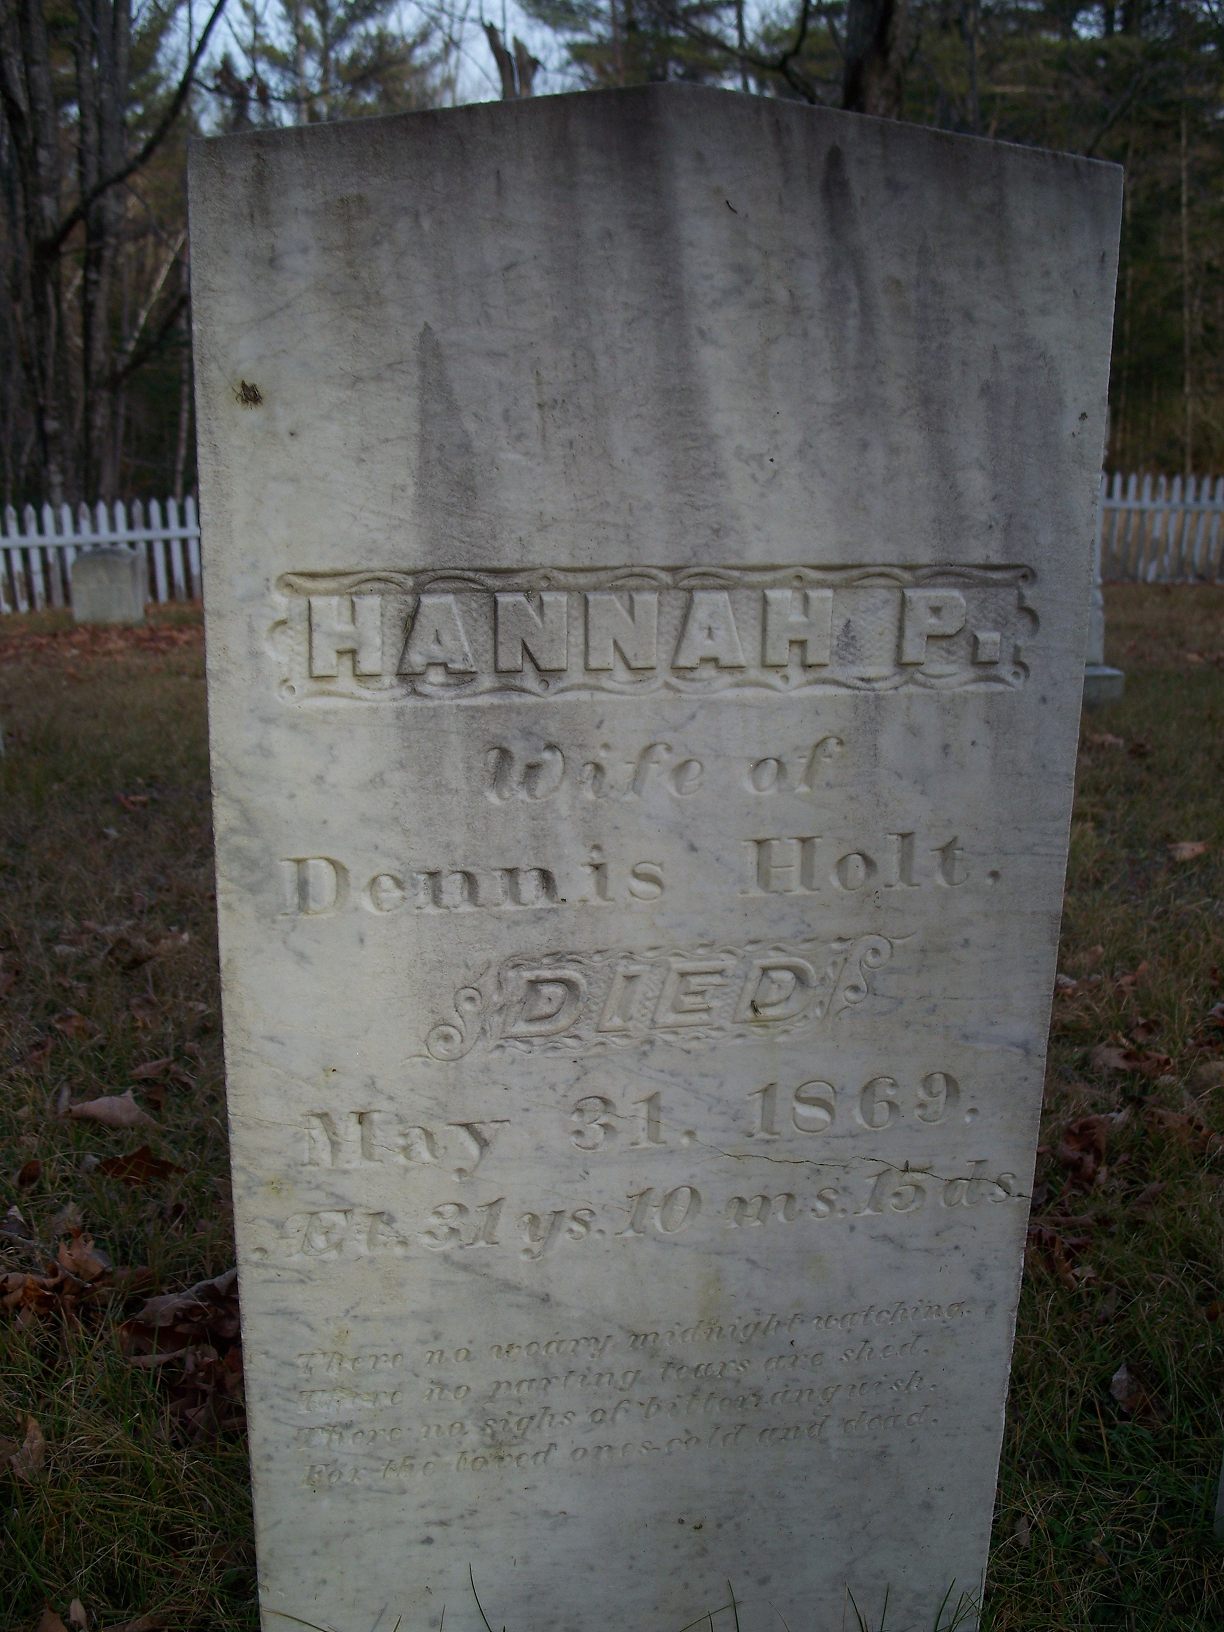 HANNAH P.
Wife of
Dennis Holt.
DIED
May 31. 1869.
Æt. 31 ys. 10 ms. 15 ds.
There no weary midnight watching.
There no parting tears are shed.
There no sighs of bitter anguish.
For the loved ones cold and dead.